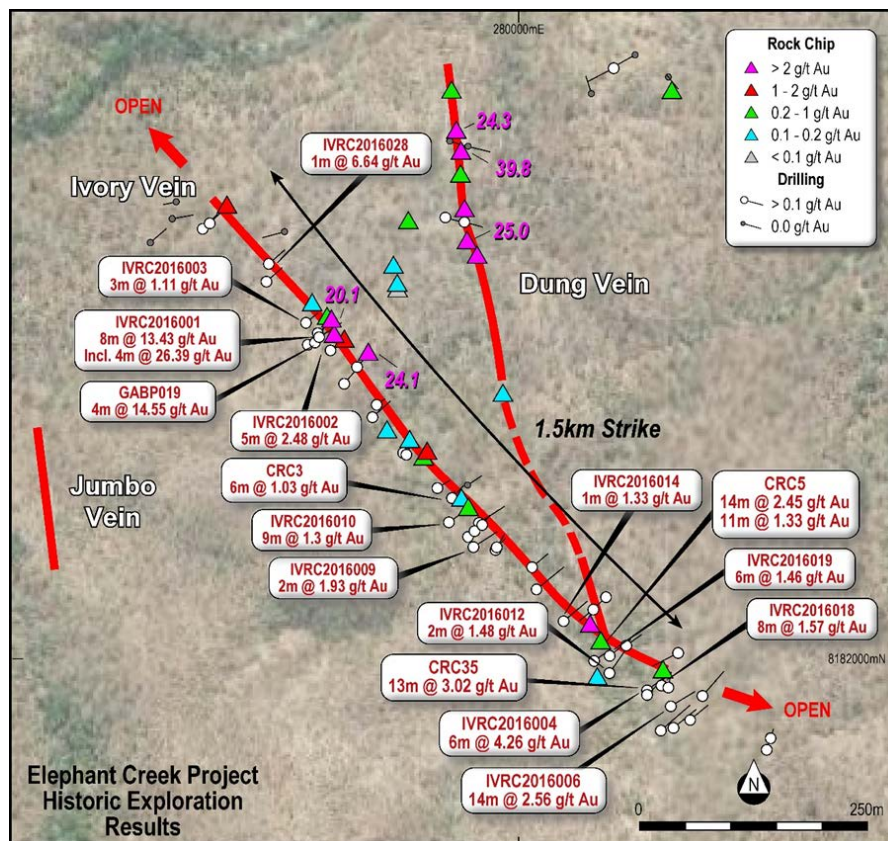 280000mE
Rock Chip
> 2 g/t Au
1 - 2 g/t Au
0.2 - 1 g/t Au
0.1 - 0.2 g/t Au
< 0.1 g/t Au
Drilling
> 0.1 g/t Au
0.0 g/t Au
OPEN
Ivory Vein
IVRC2016028
1m @ 6.64 g/t Au
24.3
39.8
25.0
Dung Vein
IVRC2016003
3m @ 1.11 g/t Au
20.1
IVRC2016001
8m @ 13.43 g/t Au
Incl. 4m @ 26.39 g/t Au
24.1
GABP019
4m @ 14.55 g/t Au
IVRC2016002
5m @ 2.48 g/t Au
1.5km Strike
Jumbo
Vein
CRC3
6m @ 1.03 g/t Au
IVRC2016014
1m @ 1.33 g/t Au
CRC5
14m @ 2.45 g/t Au
11m @ 1.33 g/t Au
IVRC2016010
9m @ 1.3 g/t Au
IVRC2016009
2m @ 1.93 g/t Au
IVRC2016019
6m @ 1.46 g/t Au
IVRC2016012
2m @ 1.48 g/t Au
IVRC2016018
8m @ 1.57 g/t Au
8182000mN
CRC35
13m @ 3.02 g/t Au
OPEN
IVRC2016004
6m @ 4.26 g/t Au
IVRC2016006
14m @ 2.56 g/t Au
Elephant Creek Project
Historic Exploration
Results
N
0
250m